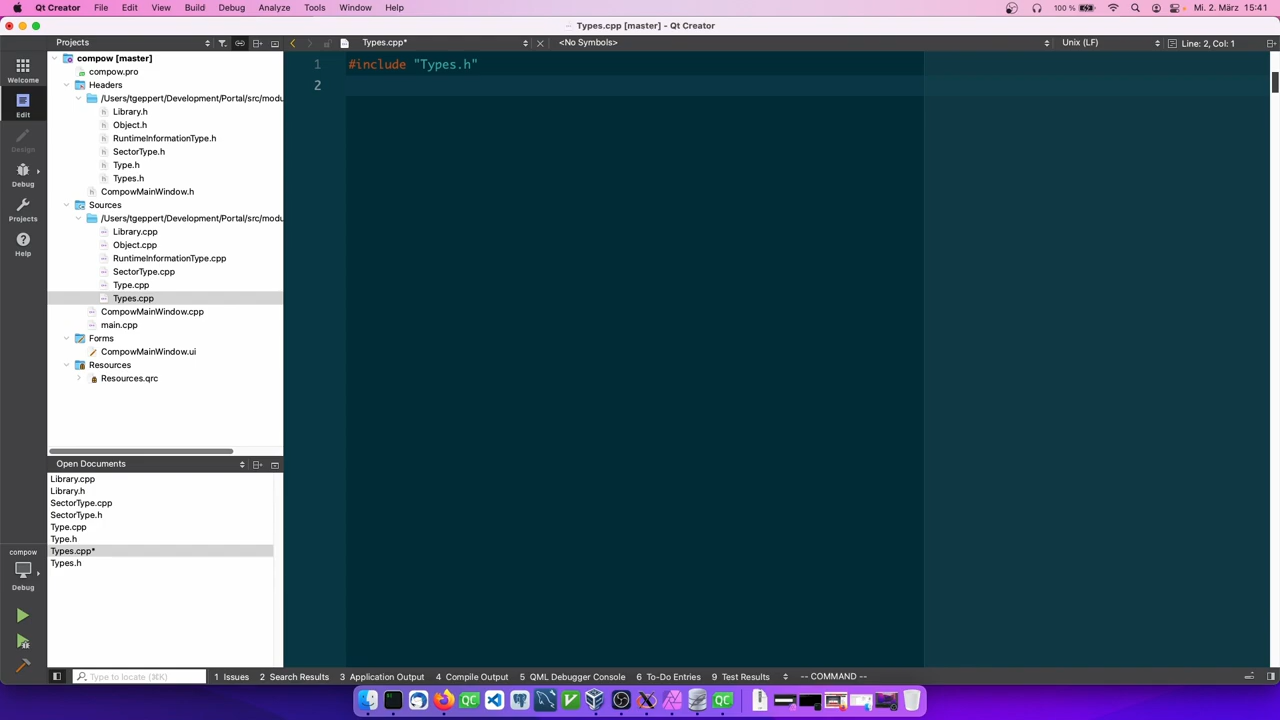 Qt Creator File Edit View Build Debug Analyze Tools Window Help 100 % Mi. 2. März 15:41
Types.cpp [master] - Qt Creator
Projects Types.cpp* <No Symbols> Unix (LF) Line: 2, Col: 1
Welcome
Edit
Design
Debug
Projects
Help
compow [master]
compow.pro
Headers
/Users/tgeppert/Development/Portal/src/modu
Library.h
Object.h
RuntimeInformationType.h
SectorType.h
Type.h
Types.h
CompowMainWindow.h
Sources
/Users/tgeppert/Development/Portal/src/modu
Library.cpp
Object.cpp
RuntimeInformationType.cpp
SectorType.cpp
Type.cpp
Types.cpp
CompowMainWindow.cpp
main.cpp
Forms
CompowMainWindow.ui
Resources
Resources.qrc
1 #include "Types.h"
2
Open Documents
Library.cpp
Library.h
SectorType.cpp
SectorType.h
Type.cpp
Type.h
Types.cpp*
Types.h
compow
Debug
Type to locate (⌘K) 1 Issues 2 Search Results 3 Application Output 4 Compile Output 5 QML Debugger Console 6 To-Do Entries 9 Test Results -- COMMAND --
QC QC